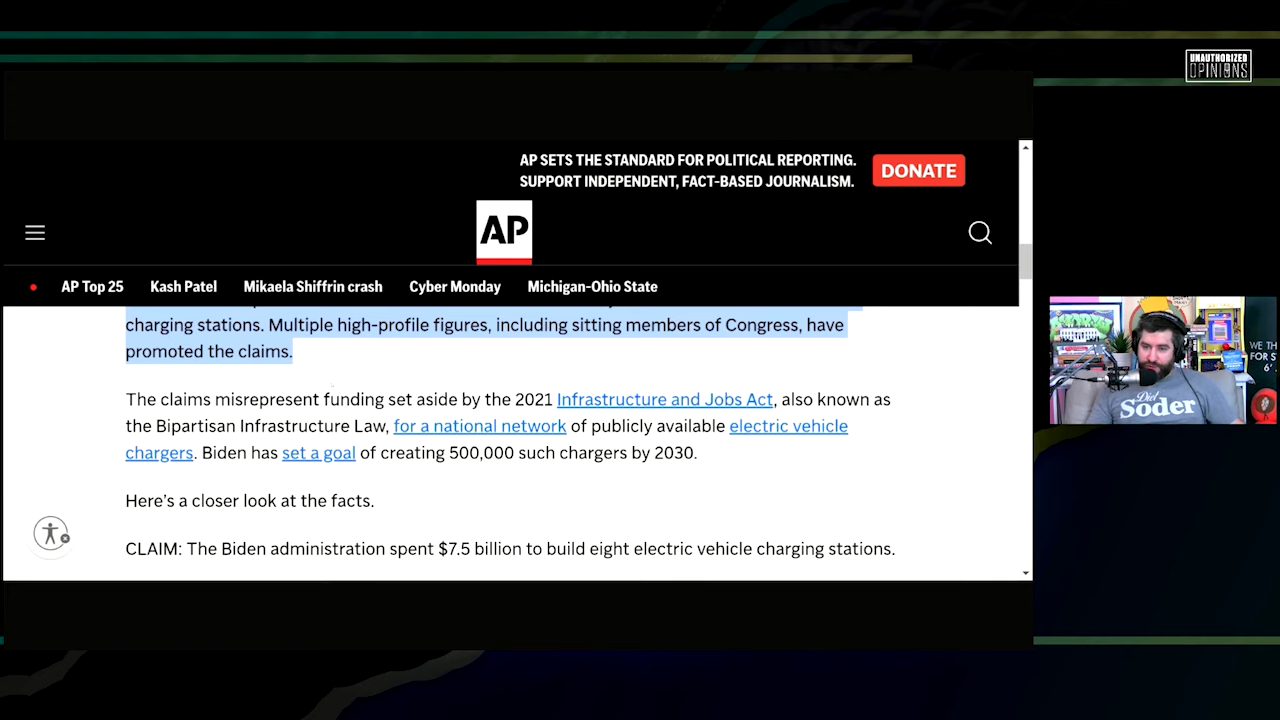 UNAUTHORIZED
OPINIONS
AP SETS THE STANDARD FOR POLITICAL REPORTING.
SUPPORT INDEPENDENT, FACT-BASED JOURNALISM.
DONATE
AP
AP Top 25
Kash Patel
Mikaela Shiffrin crash
Cyber Monday
Michigan-Ohio State
charging stations. Multiple high-profile figures, including sitting members of Congress, have
promoted the claims.
The claims misrepresent funding set aside by the 2021 Infrastructure and Jobs Act, also known as
the Bipartisan Infrastructure Law, for a national network of publicly available electric vehicle
chargers. Biden has set a goal of creating 500,000 such chargers by 2030.
Here’s a closer look at the facts.
CLAIM: The Biden administration spent $7.5 billion to build eight electric vehicle charging stations.
WE TH
FOR S
6'
Diet
Soder